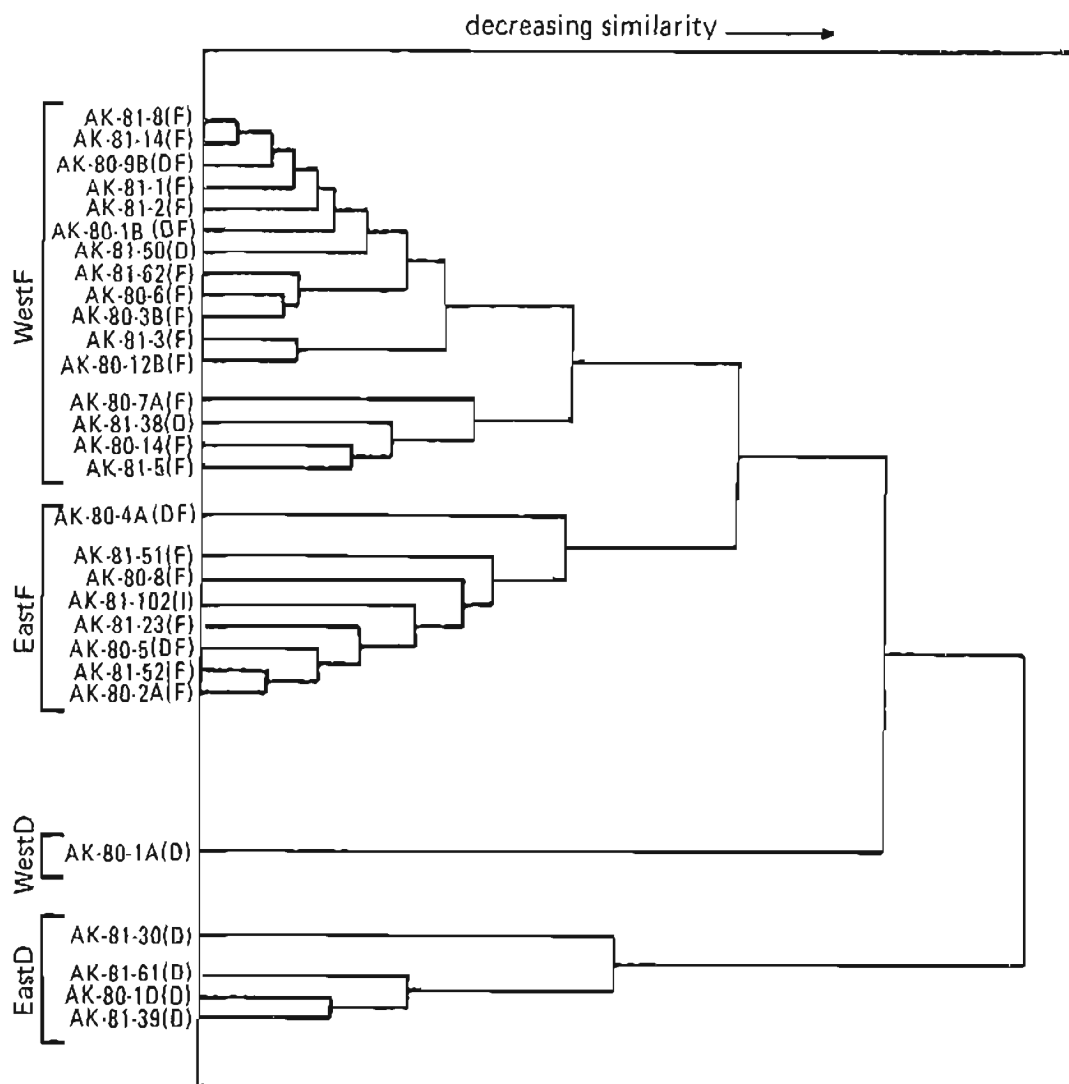 decreasing similarity
WestF
AK-81-8(F)
AK-81-14(F)
AK-80-9B(DF)
AK-81-1(F)
AK-81-2(F)
AK-80-1B (DF)
AK-81-50(D)
AK-81-62(F)
AK-80-6(F)
AK-80-3B(F)
AK-81-3(F)
AK-80-12B(F)
AK-80-7A(F)
AK-81-38(D)
AK-80-14(F)
AK-81-5(F)
EastF
AK-80-4A(DF)
AK-81-51(F)
AK-80-8(F)
AK-81-102(I)
AK-81-23(F)
AK-80-5(DF)
AK-81-52(F)
AK-80-2A(F)
WestD
AK-80-1A(D)
EastD
AK-81-30(D)
AK-81-61(D)
AK-80-1D(D)
AK-81-39(D)